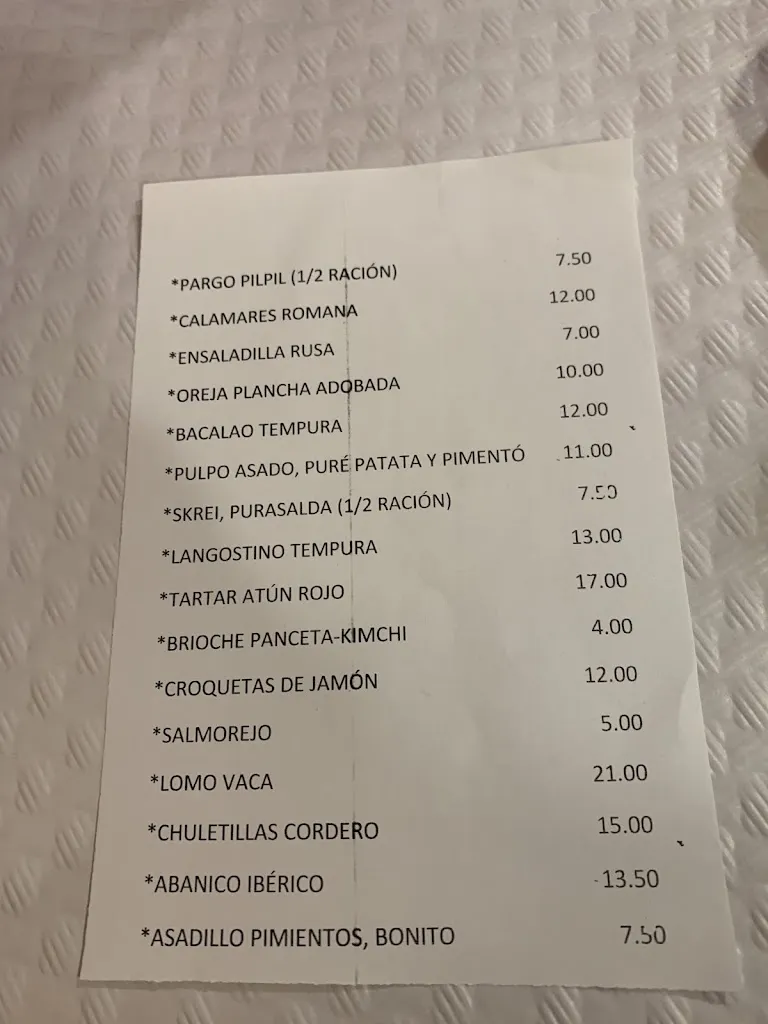 *PARGO PILPIL (1/2 RACIÓN) 7.50
*CALAMARES ROMANA 12.00
*ENSALADILLA RUSA 7.00
*OREJA PLANCHA ADOBADA 10.00
*BACALAO TEMPURA 12.00
*PULPO ASADO, PURÉ PATATA Y PIMENTÓ 11.00
*SKREI, PURASALDA (1/2 RACIÓN) 7.50
*LANGOSTINO TEMPURA 13.00
*TARTAR ATÚN ROJO 17.00
*BRIOCHE PANCETA-KIMCHI 4.00
*CROQUETAS DE JAMÓN 12.00
*SALMOREJO 5.00
*LOMO VACA 21.00
*CHULETILLAS CORDERO 15.00
*ABANICO IBÉRICO 13.50
*ASADILLO PIMIENTOS, BONITO 7.50